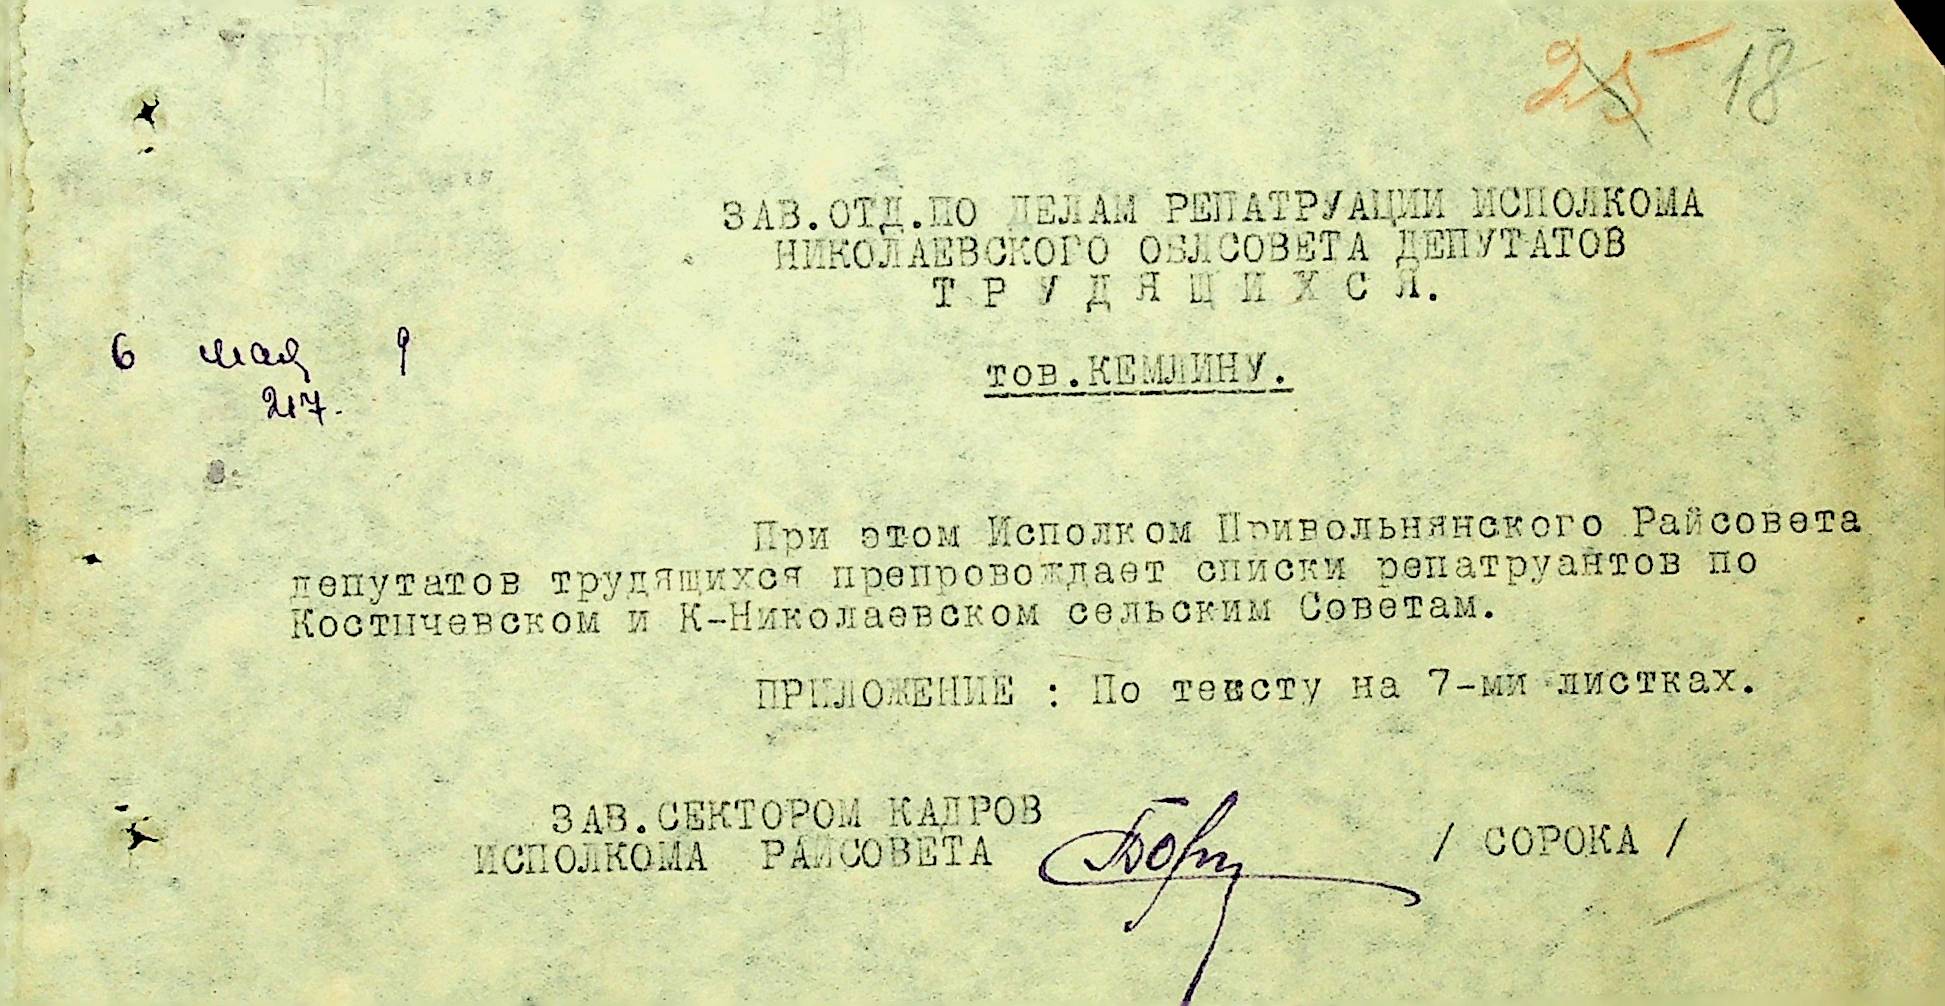 25 18
ЗАВ.ОТД.ПО ДЕЛАМ РЕПАТРУАЦИИ ИСПОЛКОМА
НИКОЛАЕВСКОГО ОБЛСОВЕТА ДЕПУТАТОВ
Т Р У Д Я Щ И Х С Я.
6 мая 9
217.
тов.КЕМЛИНУ.
При этом Исполком Привольнянского Райсовета
депутатов трудящихся препровождает списки репатруантов по
Костичевском и К-Николаевском сельским Советам.
ПРИЛОЖЕНИЕ : По тексту на 7-ми листках.
ЗАВ.СЕКТОРОМ КАДРОВ
ИСПОЛКОМА РАЙСОВЕТА / СОРОКА /